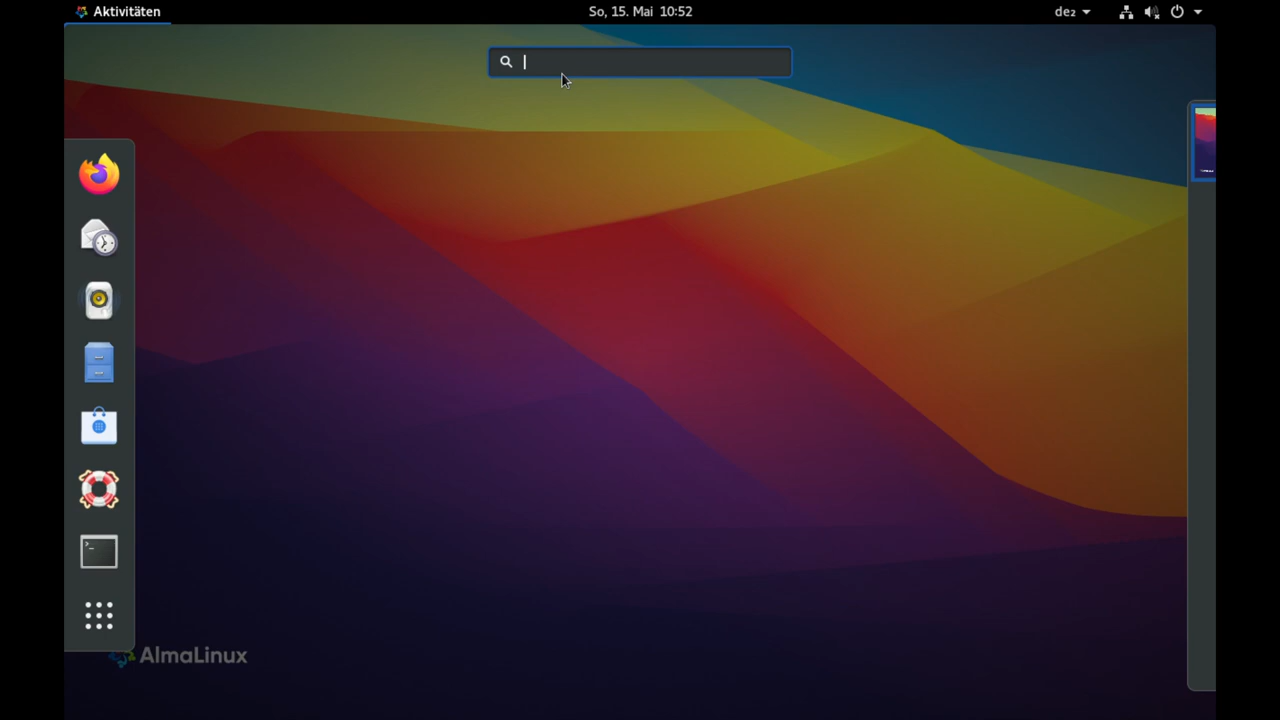 Aktivitäten
So, 15. Mai 10:52
de₂
AlmaLinux